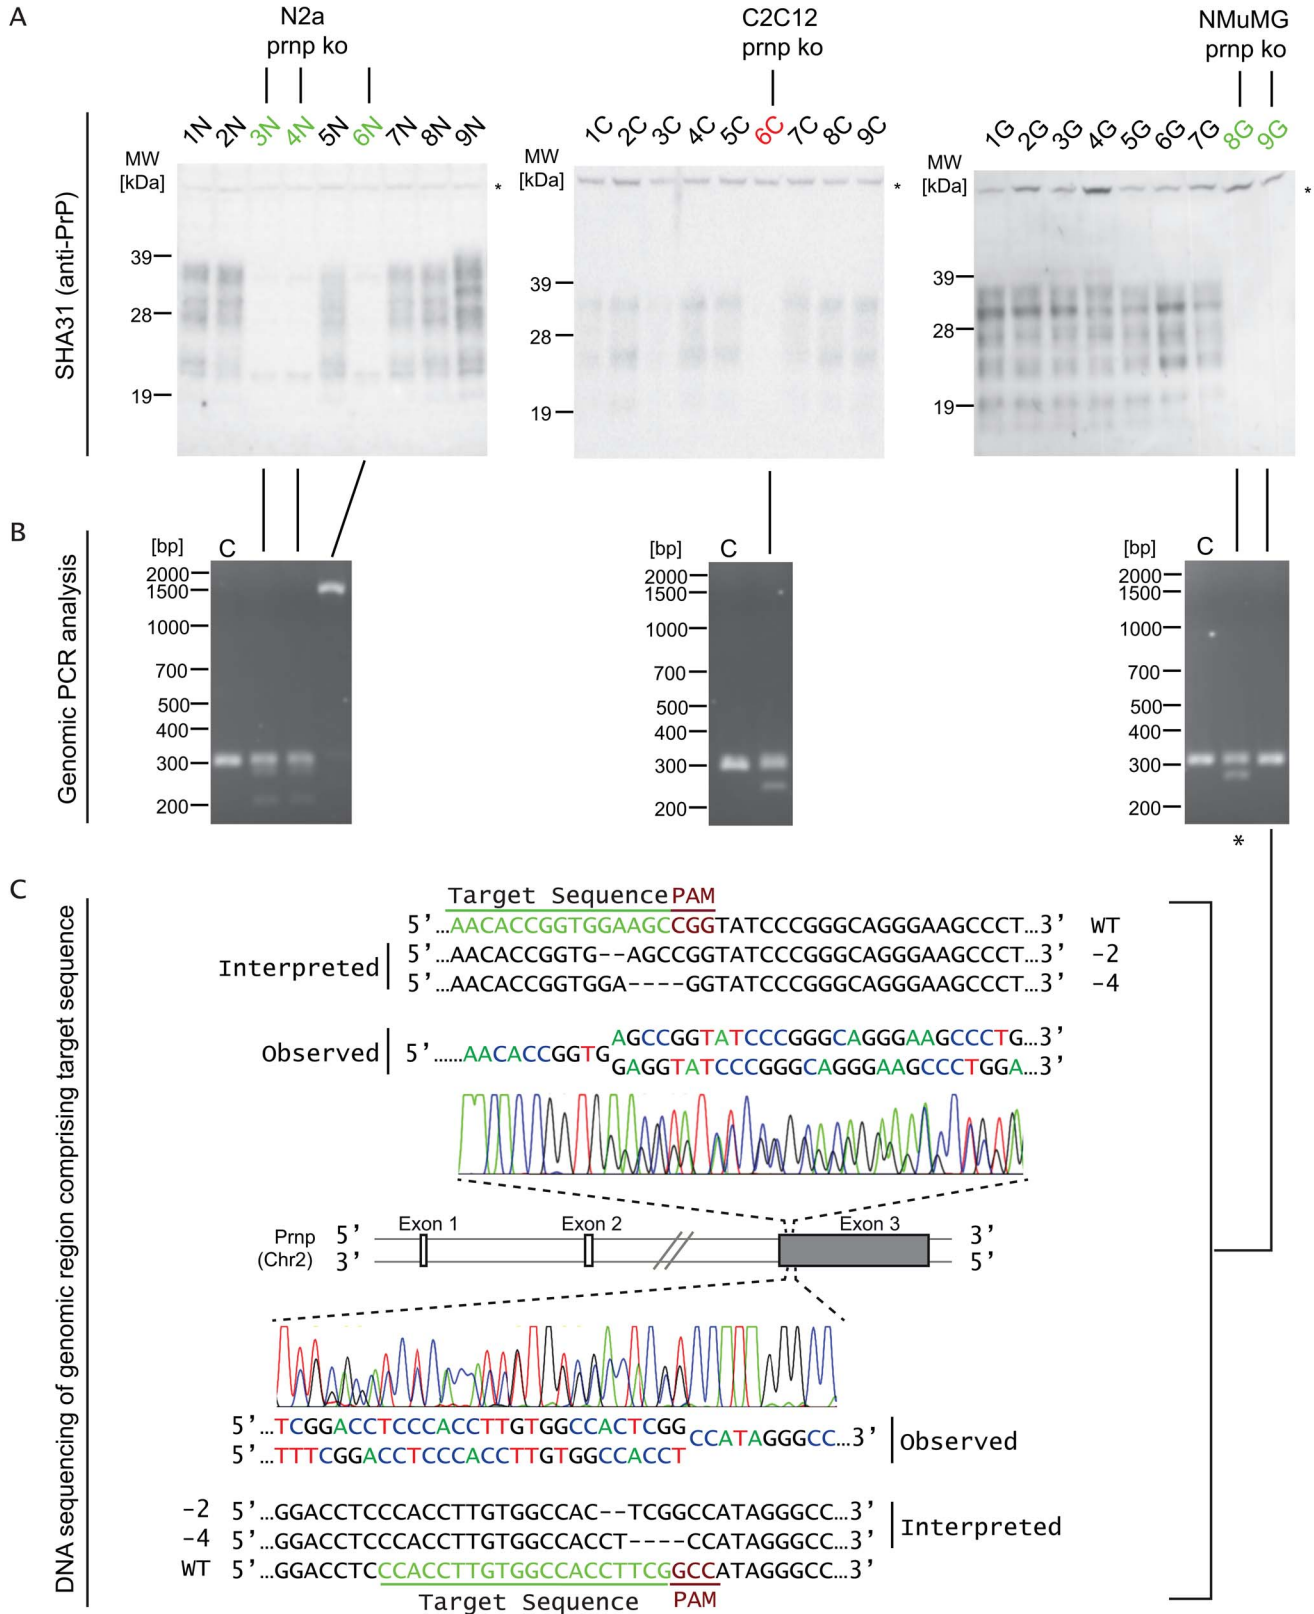 A
N2a
prnp ko
C2C12
prnp ko
NMuMG
prnp ko
1N 2N 3N 4N 5N 6N 7N 8N 9N
1C 2C 3C 4C 5C 6C 7C 8C 9C
1G 2G 3G 4G 5G 6G 7G 8G 9G
MW
[kDa]
39
28
19
*
MW
[kDa]
39
28
19
*
MW
[kDa]
39
28
19
*
SHA31 (anti-PrP)
B
Genomic PCR analysis
[bp] C
2000
1500
1000
700
500
400
300
200
[bp] C
2000
1500
1000
700
500
400
300
200
[bp] C
2000
1500
1000
700
500
400
300
200
*
C
DNA sequencing of genomic region comprising target sequence
Target Sequence PAM
5’…AACACCGGTGGAAGCCGGTATCCCGGGCAGGGAAGCCCT…3’ WT
Interpreted
5’…AACACCGGTG--AGCCGGTATCCCGGGCAGGGAAGCCCT…3’ -2
5’…AACACCGGTGGA----GGTATCCCGGGCAGGGAAGCCCT…3’ -4
Observed
5’……AACACCGGTG
AGCCGGTATCCCGGGCAGGGAAGCCCTG…3’
GAGGTATCCCGGGCAGGGAAGCCCTGGA…3’
Prnp
(Chr2)
5’ Exon 1 Exon 2 Exon 3 3’
3’ 5’
5’…TCGGACCTCCCACCTTGTGGCCACTCGG
5’…TTTCGGACCTCCCACCTTGTGGCCACCT
CCATAGGGCC…3’
Observed
-2 5’…GGACCTCCCACCTTGTGGCCAC--TCGGCCATAGGGCC…3’
-4 5’…GGACCTCCCACCTTGTGGCCACCT----CCATAGGGCC…3’
Interpreted
WT 5’…GGACCTCCCACCTTGTGGCCACCTTCGGCCATAGGGCC…3’
Target Sequence PAM